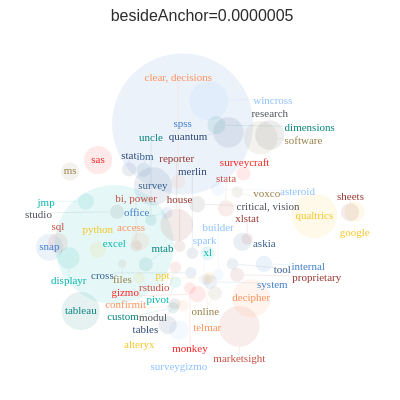 besideAnchor=0.0000005
clear, decisions
wincross
research
spss
dimensions
uncle
quantum
software
stat
ibm
reporter
sas
surveycraft
ms
merlin
stata
survey
asteroid
voxco
sheets
jmp
bi, power
house
critical, vision
studio
office
qualtrics
xlstat
sql
python
access
builder
google
snap
excel
mtab
spark
askia
xl
displayr
cross
files
ppt
tool
internal
proprietary
system
gizmo
rstudio
pivot
decipher
confirmit
tableau
custom
modul
online
tables
telmar
alteryx
monkey
surveygizmo
marketsight